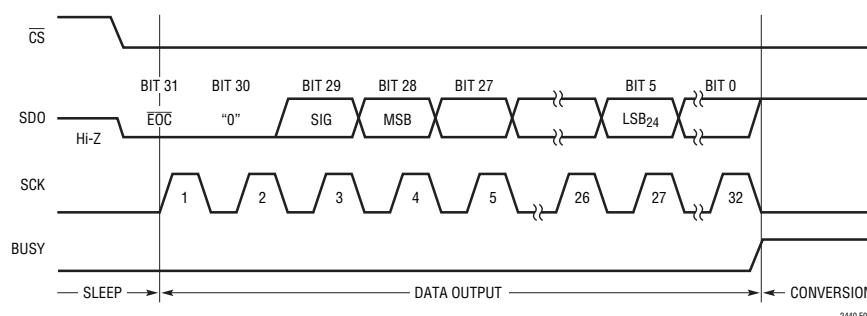 CS
BIT 31 BIT 30 BIT 29 BIT 28 BIT 27 BIT 5 BIT 0
SDO EOC "0" SIG MSB LSB24
Hi-Z
SCK 1 2 3 4 5 26 27 32
BUSY
SLEEP DATA OUTPUT CONVERSION